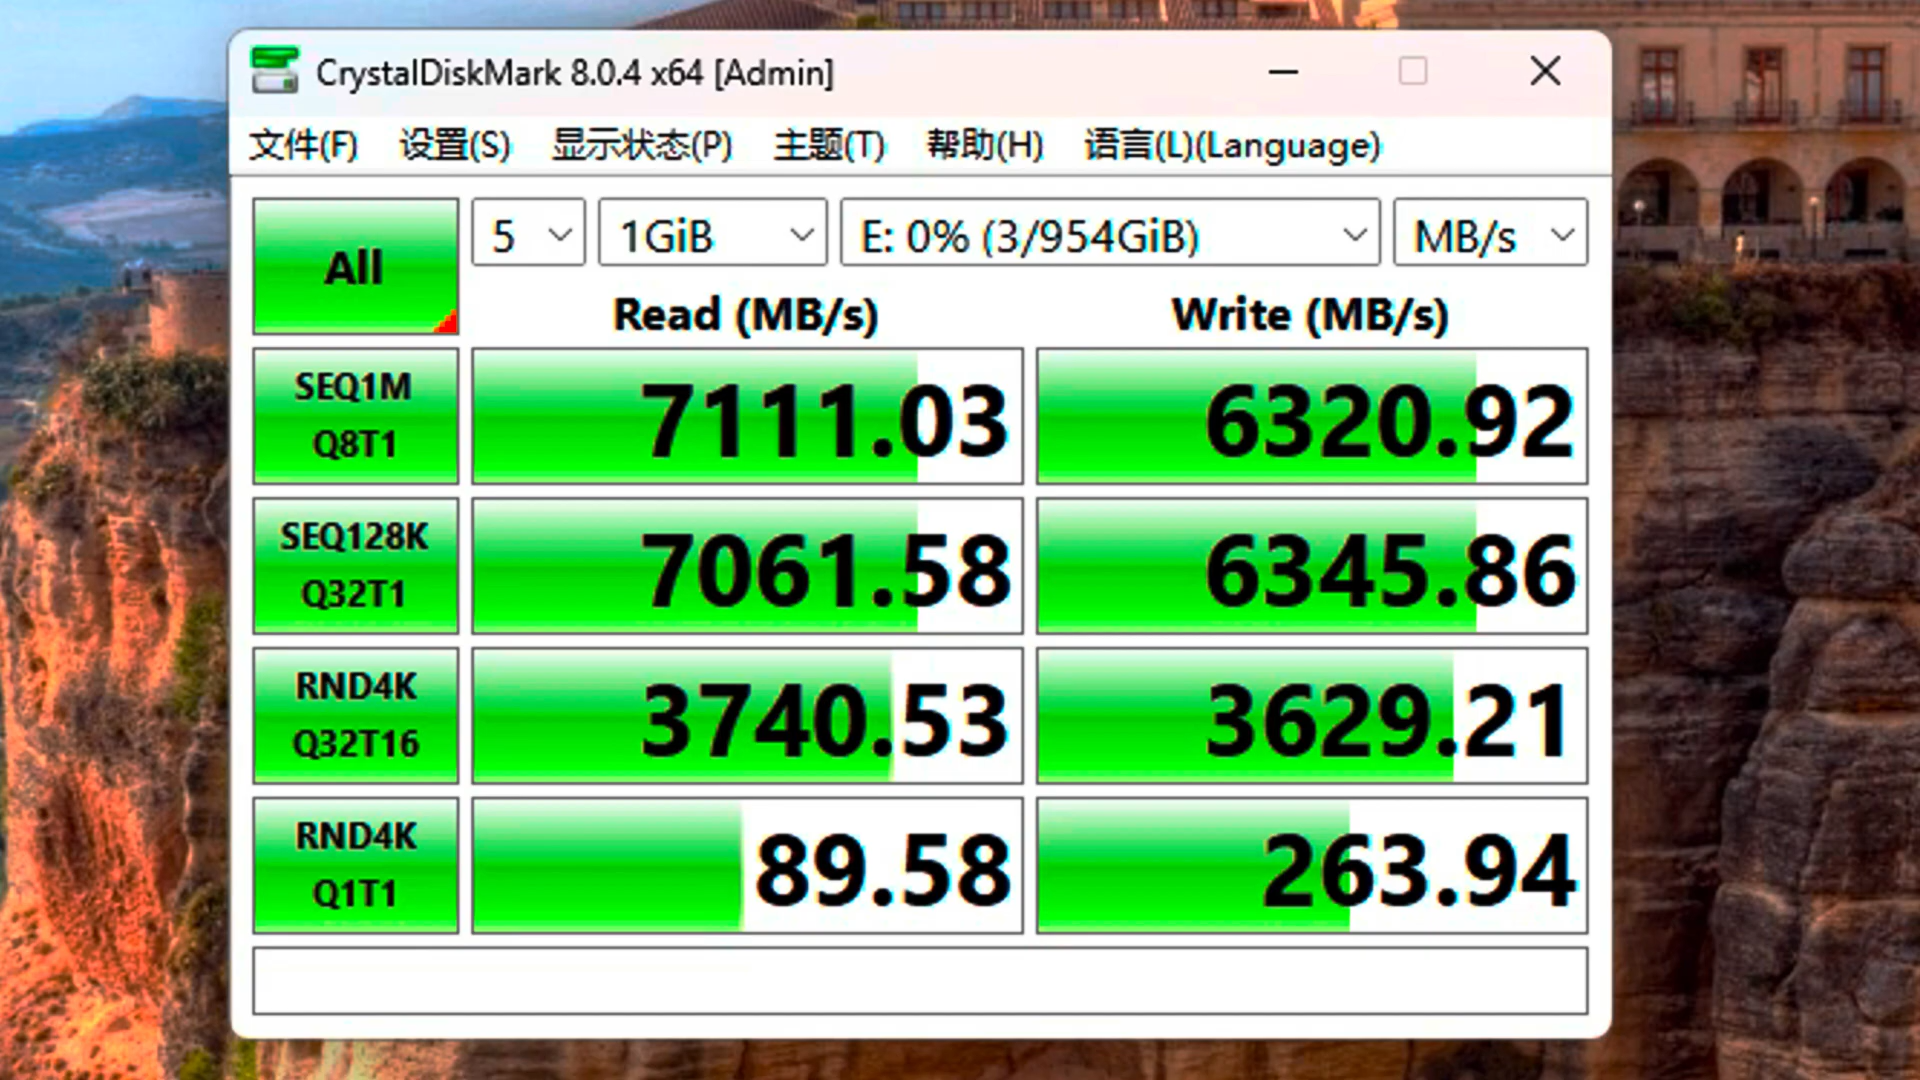 CrystalDiskMark 8.0.4 x64 [Admin]
文件(F) 设置(S) 显示状态(P) 主题(T) 帮助(H) 语言(L)(Language)
All 5 1GiB E: 0% (3/954GiB) MB/s
Read (MB/s) Write (MB/s)
SEQ1M
Q8T1 7111.03 6320.92
SEQ128K
Q32T1 7061.58 6345.86
RND4K
Q32T16 3740.53 3629.21
RND4K
Q1T1 89.58 263.94